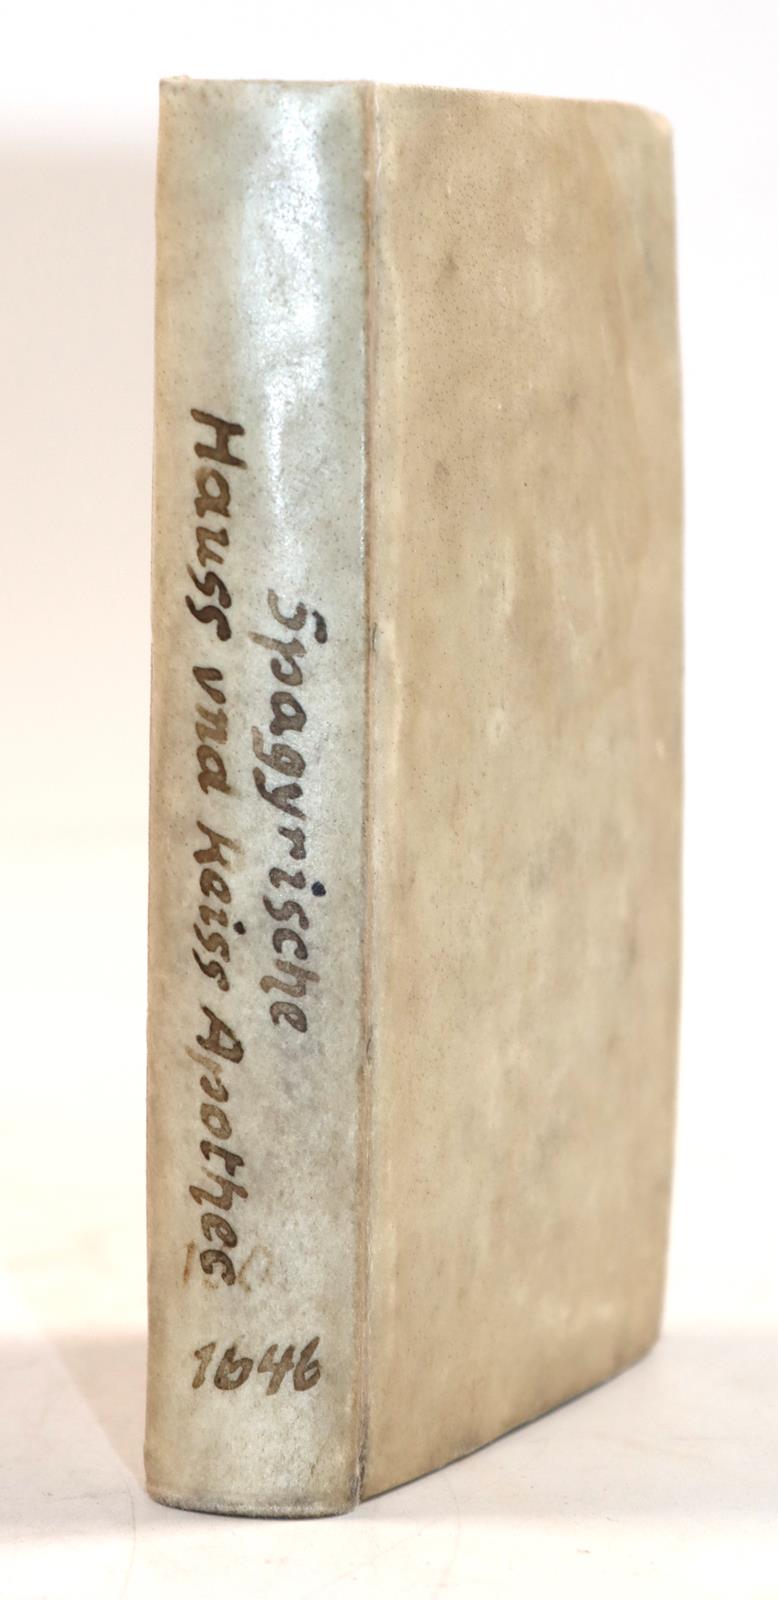 Spagyrische
Hauss vnd Reiss Apothec
1646